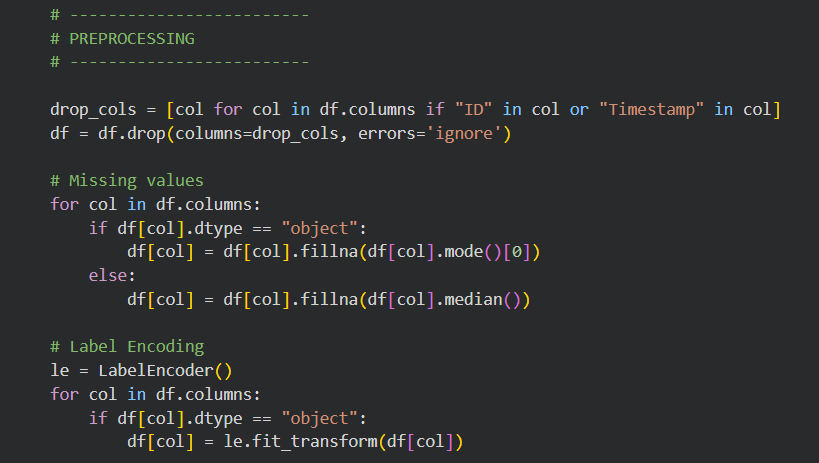 # -------------------------
# PREPROCESSING
# -------------------------
drop_cols = [col for col in df.columns if "ID" in col or "Timestamp" in col]
df = df.drop(columns=drop_cols, errors='ignore')
# Missing values
for col in df.columns:
    if df[col].dtype == "object":
        df[col] = df[col].fillna(df[col].mode()[0])
    else:
        df[col] = df[col].fillna(df[col].median())
# Label Encoding
le = LabelEncoder()
for col in df.columns:
    if df[col].dtype == "object":
        df[col] = le.fit_transform(df[col])